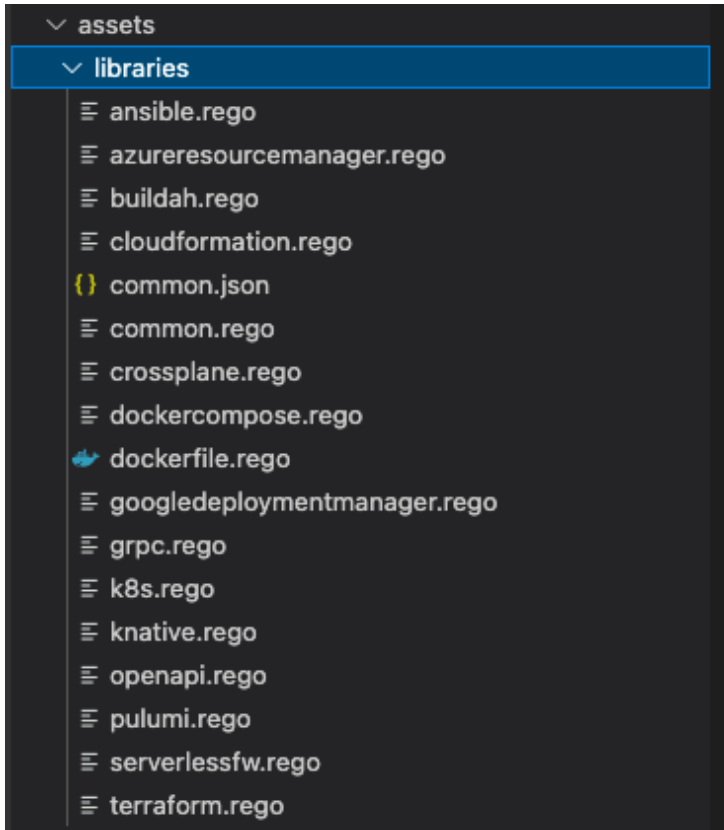 assets
libraries
ansible.rego
azureresourcemanager.rego
buildah.rego
cloudformation.rego
{} common.json
common.rego
crossplane.rego
dockercompose.rego
dockerfile.rego
googledeploymentmanager.rego
grpc.rego
k8s.rego
knative.rego
openapi.rego
pulumi.rego
serverlessfw.rego
terraform.rego